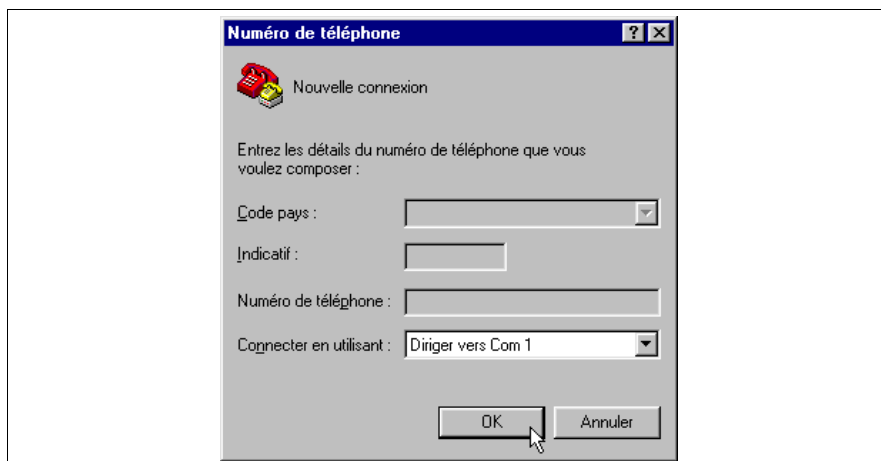 Numéro de téléphone
Nouvelle connexion
Entrez les détails du numéro de téléphone que vous
voulez composer :
Code pays :
Indicatif :
Numéro de téléphone :
Connecter en utilisant : Diriger vers Com 1
OK Annuler